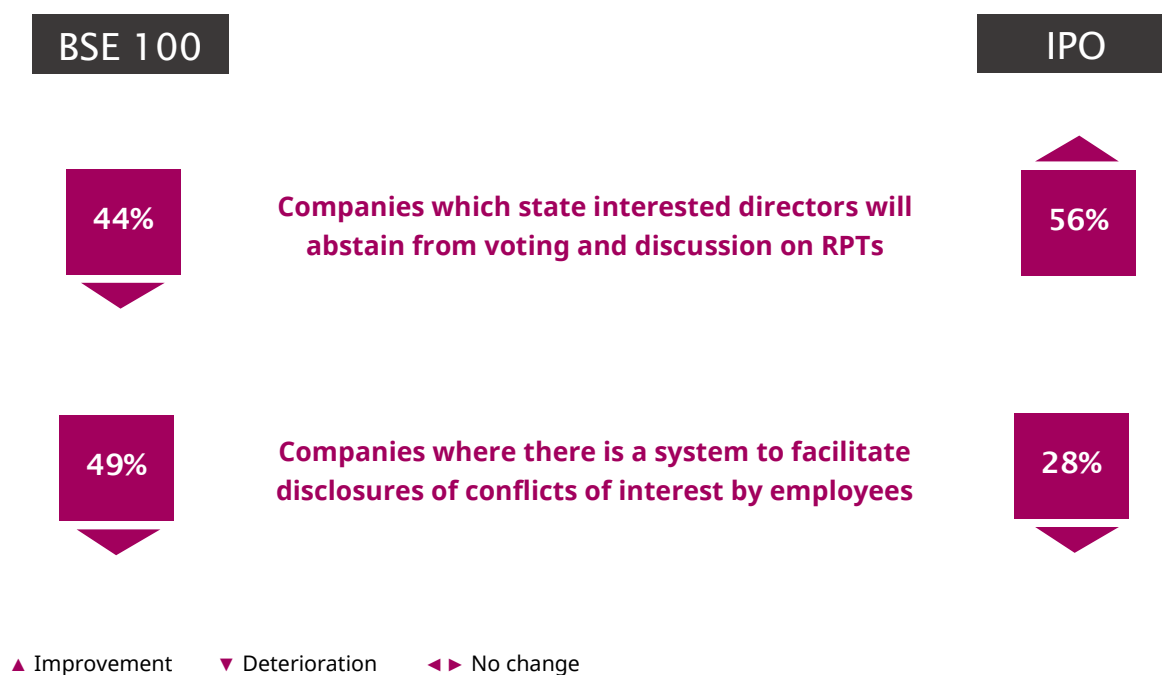 BSE 100
IPO
44%
Companies which state interested directors will
abstain from voting and discussion on RPTs
56%
49%
Companies where there is a system to facilitate
disclosures of conflicts of interest by employees
28%
▲ Improvement ▼ Deterioration ◄► No change